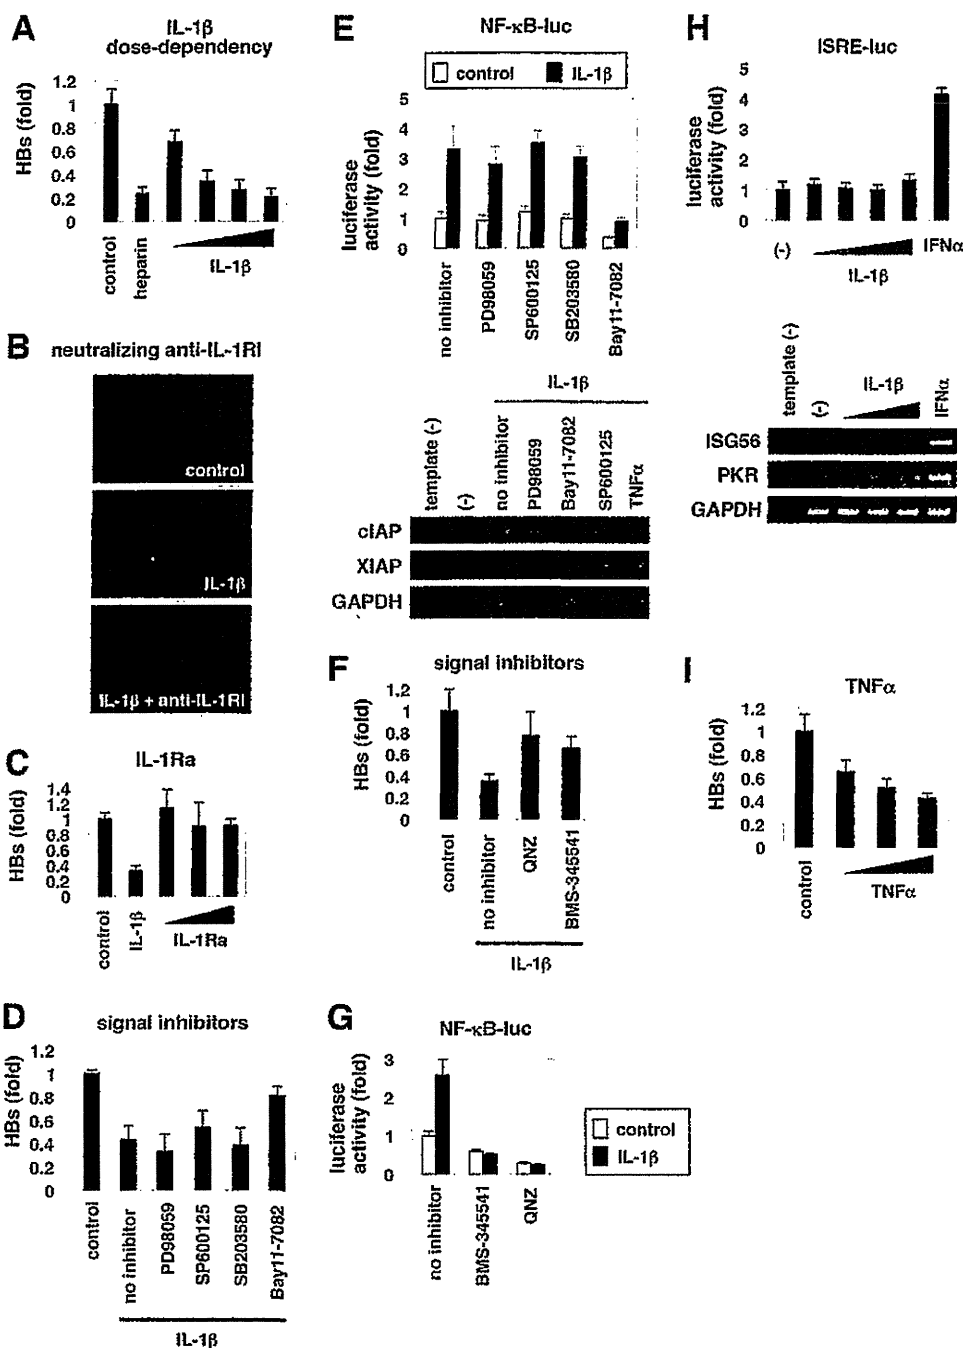 A
IL-1β
dose-dependency
HBs (fold)
1.2
1
0.8
0.6
0.4
0.2
0
control
heparin
IL-1β
B
neutralizing anti-IL-1RI
control
IL-1β
IL-1β + anti-IL-1RI
C
IL-1Ra
HBs (fold)
1.4
1.2
1
0.8
0.6
0.4
0.2
0
control
IL-1β
IL-1Ra
D
signal inhibitors
HBs (fold)
1.2
1
0.8
0.6
0.4
0.2
0
control
no inhibitor
PD98059
SP600125
SB203580
Bay11-7082
IL-1β
E
NF-κB-luc
control
IL-1β
luciferase
activity (fold)
5
4
3
2
1
0
no inhibitor
PD98059
SP600125
SB203580
Bay11-7082
IL-1β
template (-)
(-)
no inhibitor
PD98059
Bay11-7082
SP600125
TNFα
cIAP
XIAP
GAPDH
F
signal inhibitors
HBs (fold)
1.2
1
0.8
0.6
0.4
0.2
0
control
no inhibitor
QNZ
BMS-345541
IL-1β
G
NF-κB-luc
luciferase
activity (fold)
3
2
1
0
no inhibitor
BMS-345541
QNZ
control
IL-1β
H
ISRE-luc
luciferase
activity (fold)
5
4
3
2
1
0
(-)
IL-1β
IFNα
template (-)
(-)
IL-1β
IFNα
ISG56
PKR
GAPDH
I
TNFα
HBs (fold)
1.2
1
0.8
0.6
0.4
0.2
0
control
TNFα